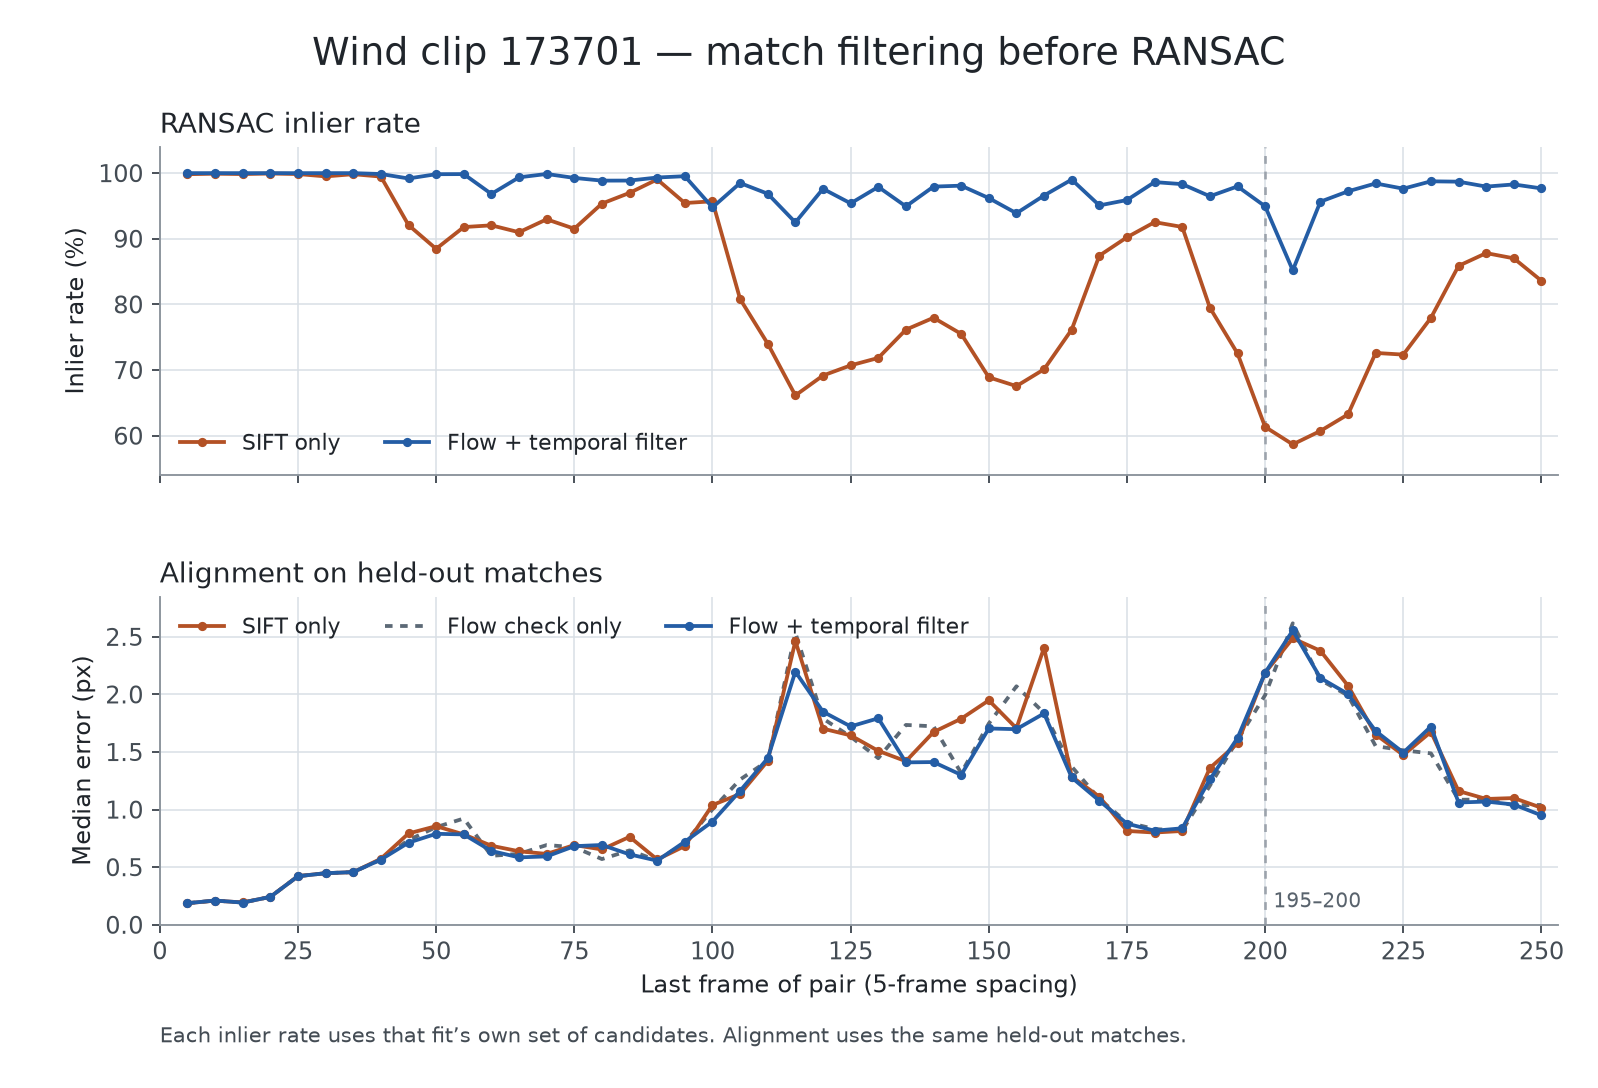 Wind clip 173701 — match filtering before RANSAC
RANSAC inlier rate
Inlier rate (%)
100
90
80
70
60
SIFT only
Flow + temporal filter
Alignment on held-out matches
Median error (px)
SIFT only
Flow check only
Flow + temporal filter
2.5
2.0
1.5
1.0
0.5
0.0
195–200
0 25 50 75 100 125 150 175 200 225 250
Last frame of pair (5-frame spacing)
Each inlier rate uses that fit’s own set of candidates. Alignment uses the same held-out matches.